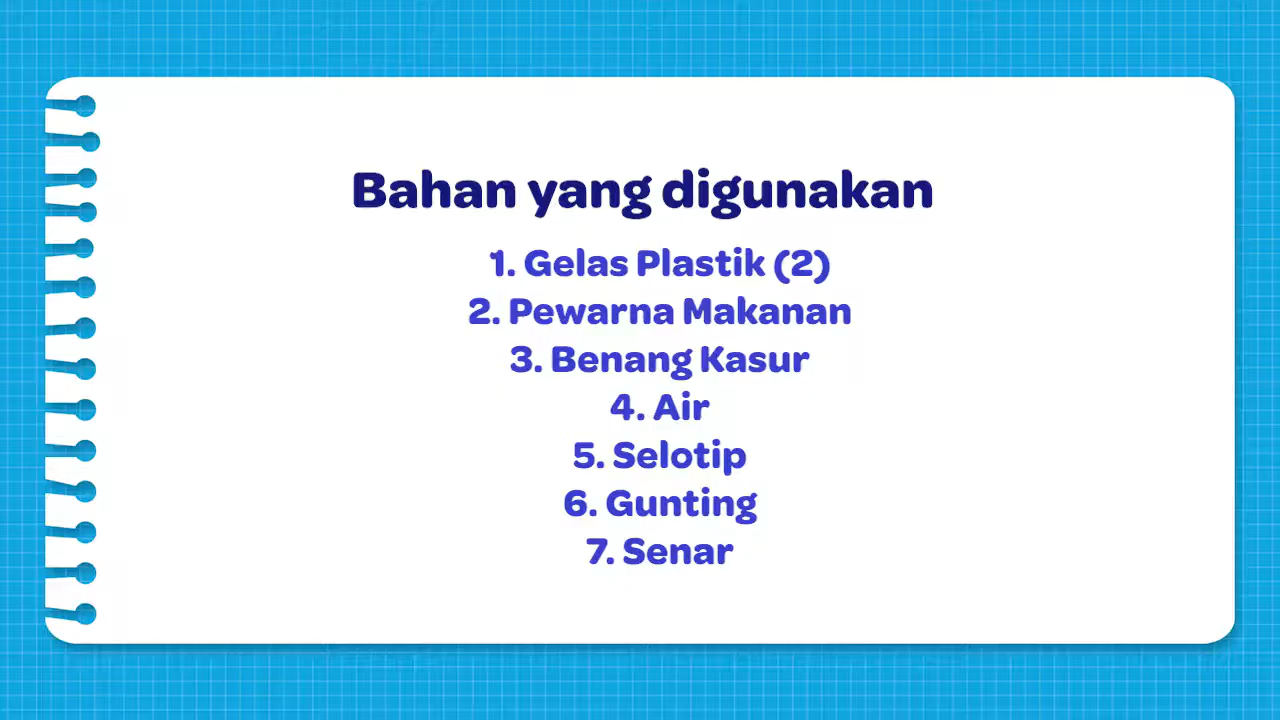 Bahan yang digunakan
1. Gelas Plastik (2)
2. Pewarna Makanan
3. Benang Kasur
4. Air
5. Selotip
6. Gunting
7. Senar